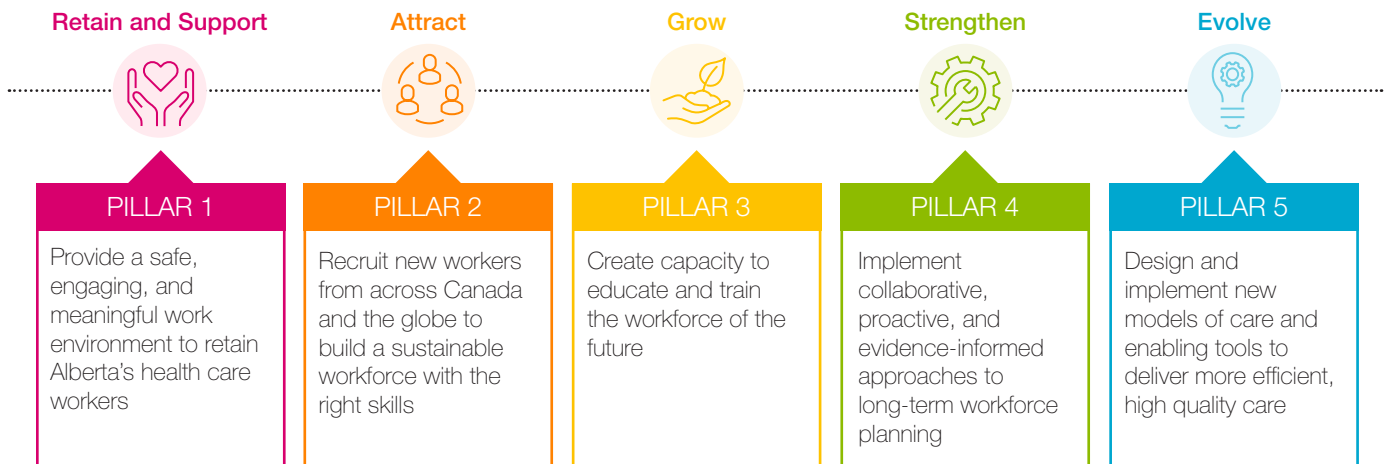 Retain and Support
Attract
Grow
Strengthen
Evolve
PILLAR 1
Provide a safe,
engaging, and
meaningful work
environment to retain
Alberta's health care
workers
PILLAR 2
Recruit new workers
from across Canada
and the globe to
build a sustainable
workforce with the
right skills
PILLAR 3
Create capacity to
educate and train
the workforce of the
future
PILLAR 4
Implement
collaborative,
proactive, and
evidence-informed
approaches to
long-term workforce
planning
PILLAR 5
Design and
implement new
models of care and
enabling tools to
deliver more efficient,
high quality care